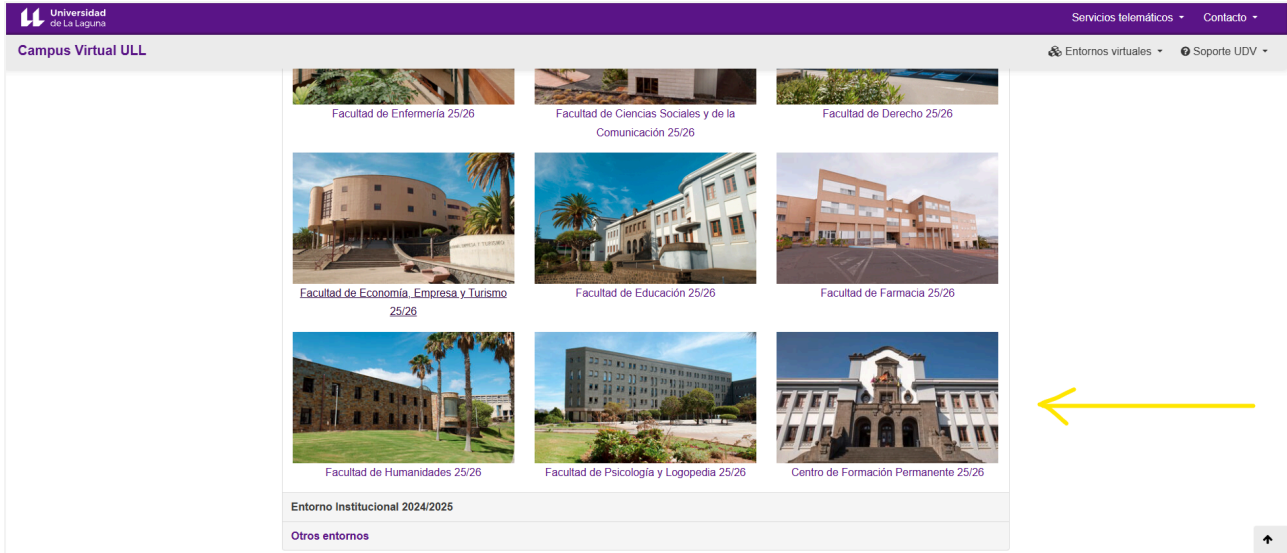 Universidad
de La Laguna
Servicios telemáticos
Contacto
Campus Virtual ULL
Entornos virtuales
Soporte UDV
Facultad de Enfermería 25/26
Facultad de Ciencias Sociales y de la
Comunicación 25/26
Facultad de Derecho 25/26
Facultad de Economía, Empresa y Turismo
25/26
Facultad de Educación 25/26
Facultad de Farmacia 25/26
Facultad de Humanidades 25/26
Facultad de Psicología y Logopedia 25/26
Centro de Formación Permanente 25/26
Entorno Institucional 2024/2025
Otros entornos